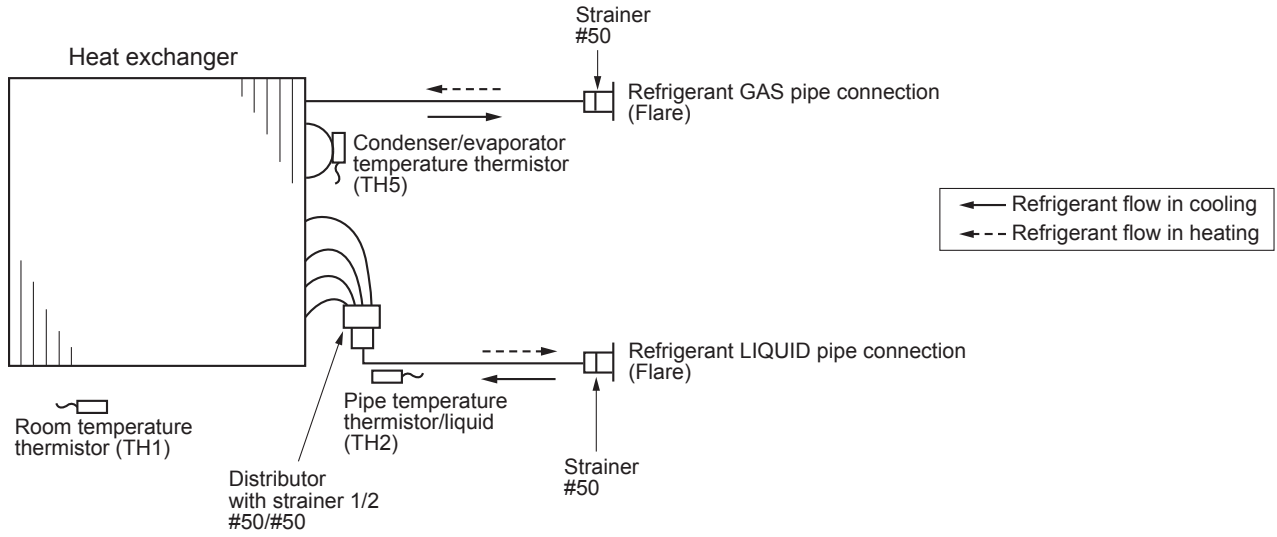 Strainer
#50
Heat exchanger
Refrigerant GAS pipe connection
(Flare)
Condenser/evaporator
temperature thermistor
(TH5)
Refrigerant flow in cooling
Refrigerant flow in heating
Refrigerant LIQUID pipe connection
(Flare)
Pipe temperature
thermistor/liquid
(TH2)
Room temperature
thermistor (TH1)
Strainer
#50
Distributor
with strainer 1/2
#50/#50